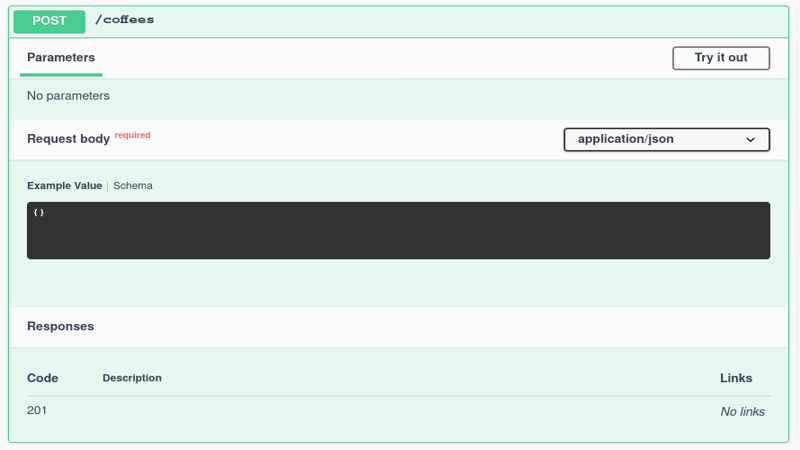 POST /coffees
Parameters Try it out
No parameters
Request body required application/json
Example Value | Schema
{}
Responses
Code Description Links
201 No links